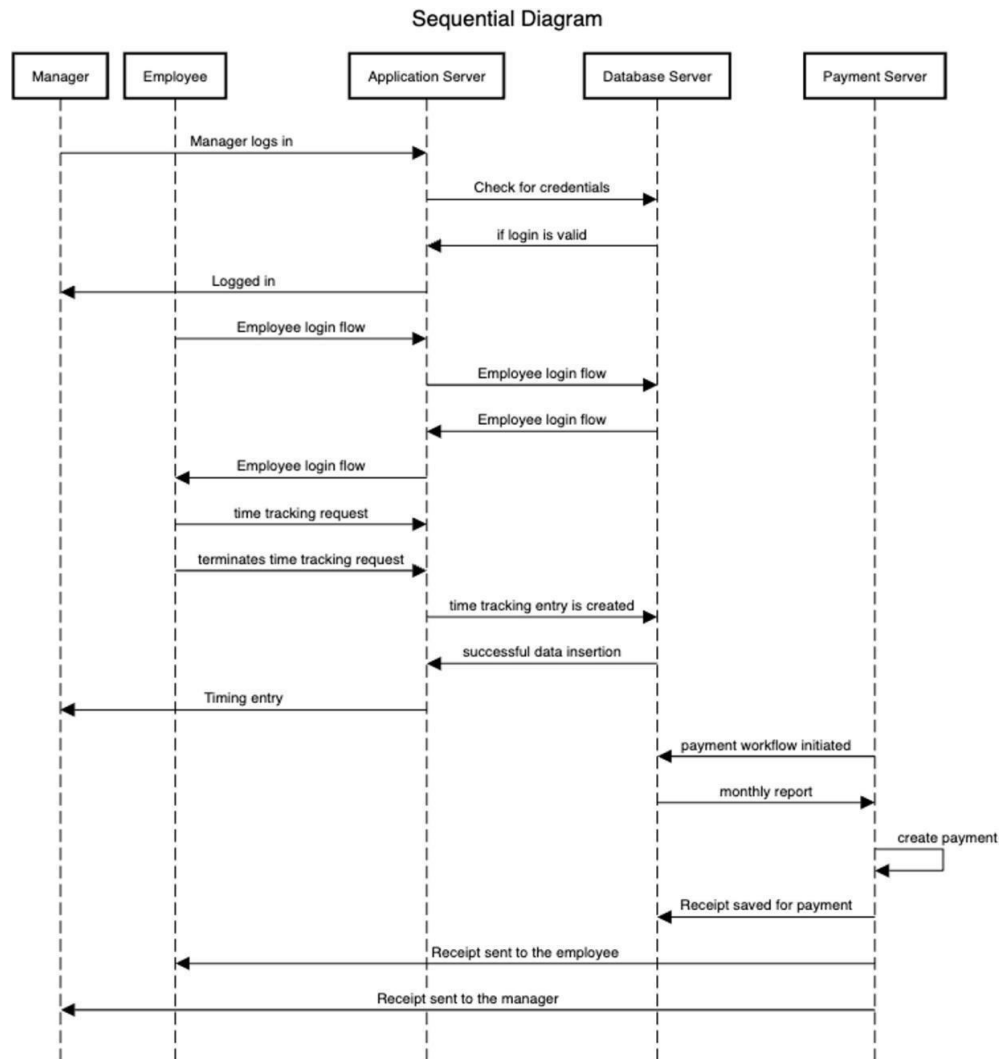 Sequential Diagram
Manager
Employee
Application Server
Database Server
Payment Server
Manager logs in
Check for credentials
if login is valid
Logged in
Employee login flow
Employee login flow
Employee login flow
Employee login flow
time tracking request
terminates time tracking request
time tracking entry is created
successful data insertion
Timing entry
payment workflow initiated
monthly report
create payment
Receipt saved for payment
Receipt sent to the employee
Receipt sent to the manager